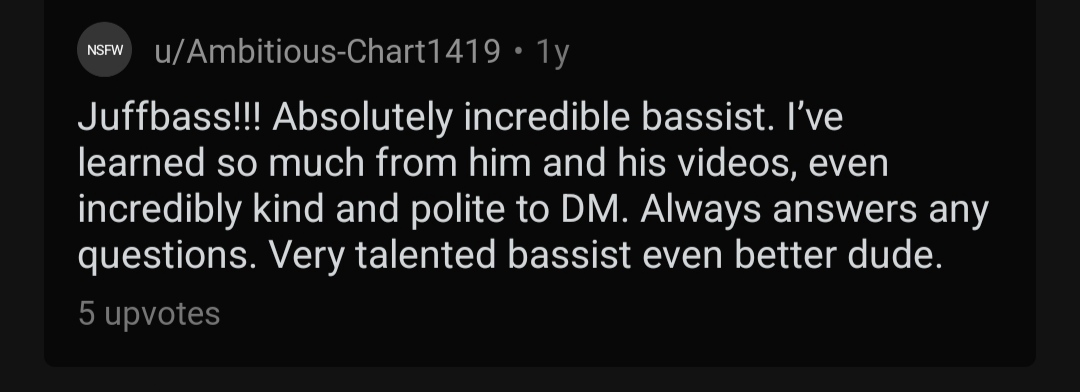 NSFW u/Ambitious-Chart1419 • 1y
Juffbass!!! Absolutely incredible bassist. I’ve
learned so much from him and his videos, even
incredibly kind and polite to DM. Always answers any
questions. Very talented bassist even better dude.
5 upvotes